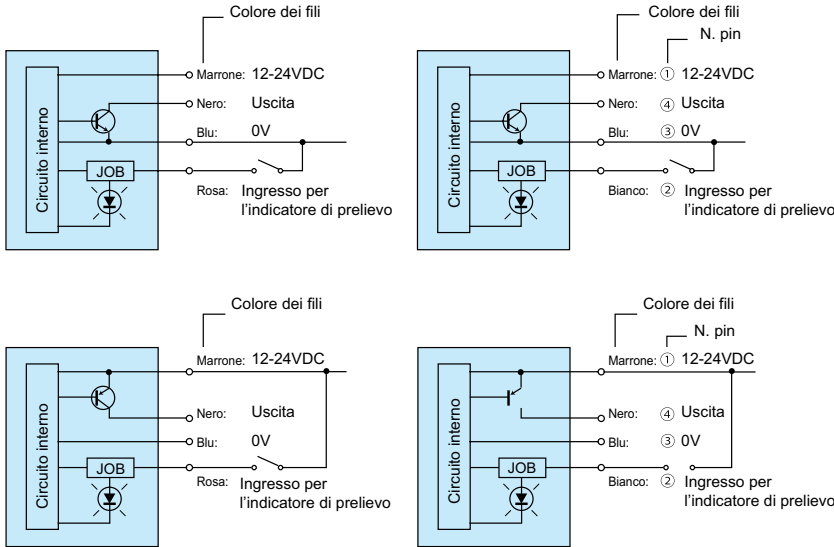 Colore dei fili
Marrone: 12-24VDC
Nero: Uscita
Blu: 0V
Circuito interno
JOB
Rosa: Ingresso per
l'indicatore di prelievo
Colore dei fili
N. pin
Marrone: ① 12-24VDC
Nero: ④ Uscita
Blu: ③ 0V
Circuito interno
JOB
Bianco: ② Ingresso per
l'indicatore di prelievo
Colore dei fili
Marrone: 12-24VDC
Nero: Uscita
Blu: 0V
Circuito interno
JOB
Rosa: Ingresso per
l'indicatore di prelievo
Colore dei fili
N. pin
Marrone: ① 12-24VDC
Nero: ④ Uscita
Blu: ③ 0V
Circuito interno
JOB
Bianco: ② Ingresso per
l'indicatore di prelievo